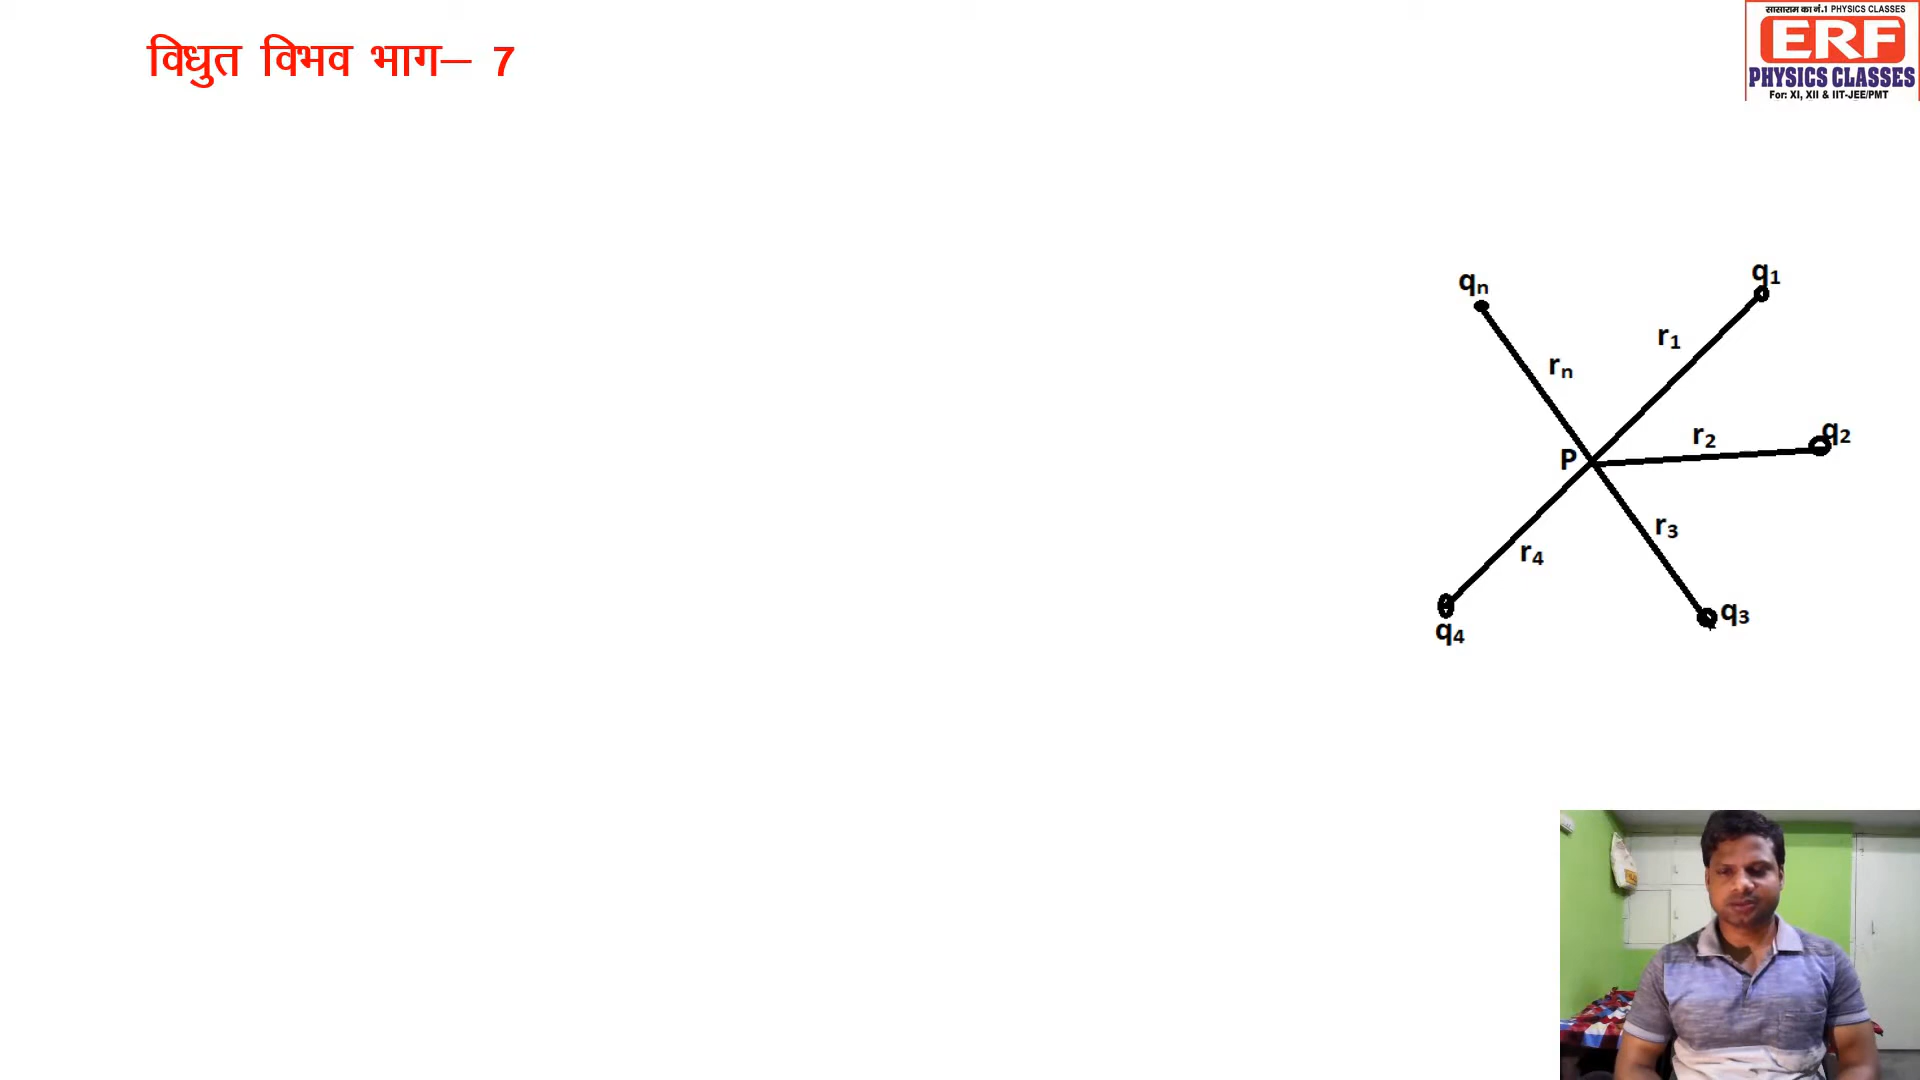 विधुत विभव भाग– 7
सासाराम का नं.1 PHYSICS CLASSES
ERF
PHYSICS CLASSES
For: XI, XII & IIT-JEE/PMT
qn
q1
r1
rn
r2
q2
P
r3
r4
q3
q4